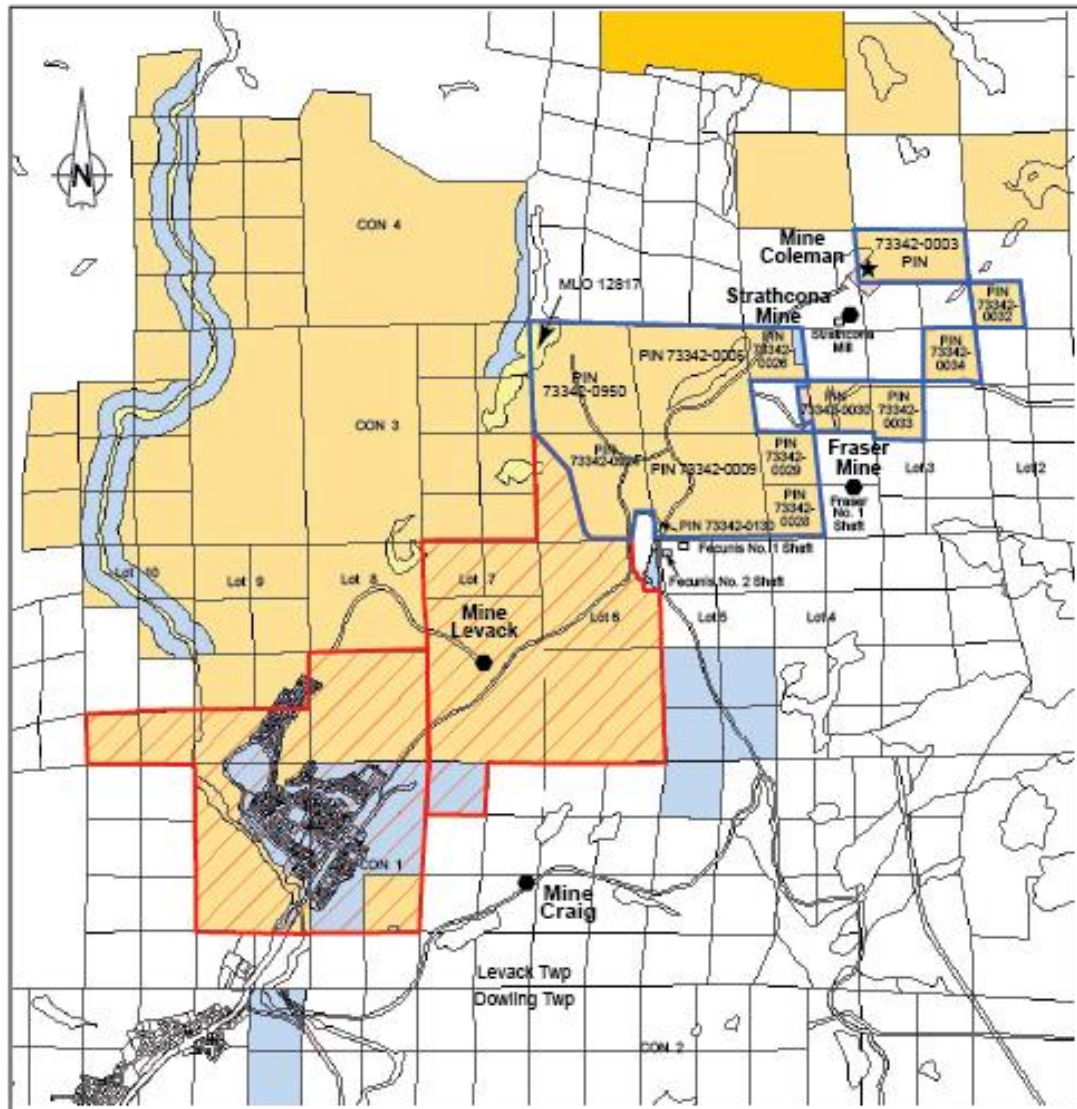 N
CON 4
Mine
Coleman
73342-0003
PIN
MLO 12817
Strathcona
Mine
Strathcona
Mill
PIN
73342-
0032
PIN 73342-0006
PIN
73342-
0026
PIN
73342-
0034
PIN
73342-0950
CON 3
PIN
73342-0030
PIN
73342-
0033
PIN
PIN 73342-0009
PIN
73342-
0029
Fraser
Mine
Lot 3
Lot 2
PIN
73342-
0028
Fraser
No. 1
Shaft
PIN 73342-0130
Fecunis No. 1 Shaft
Fecunis No. 2 Shaft
Lot 10
Lot 9
Lot 8
Lot 7
Lot 6
Lot 5
Lot 4
Mine
Levack
CON 1
Mine
Craig
Levack Twp
Dowling Twp
CON 2